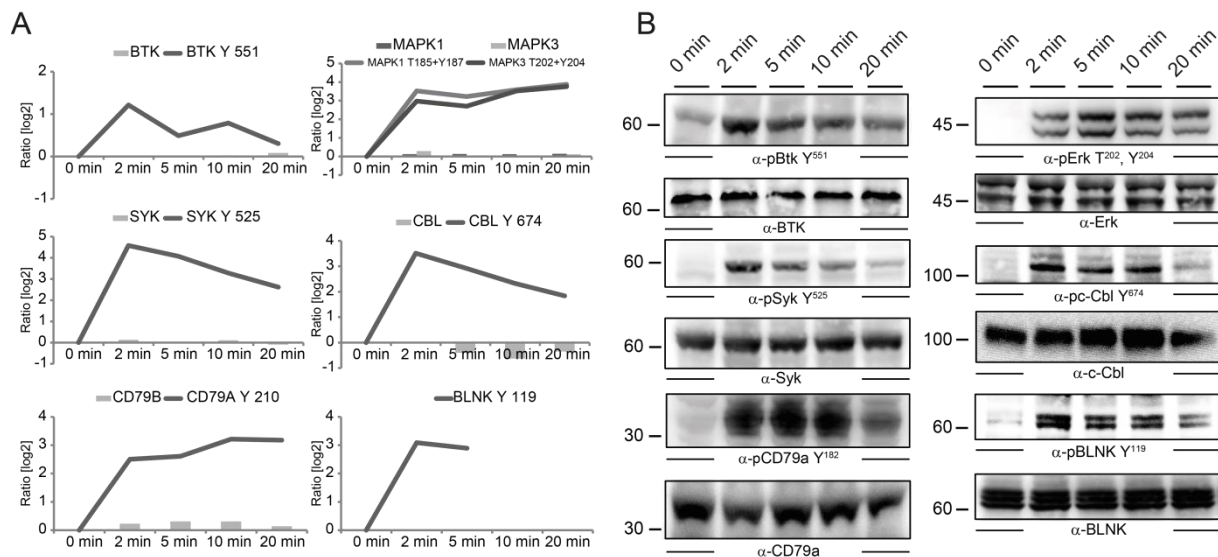 A
BTK BTK Y 551
Ratio [log2]
2
1
0
-1
0 min 2 min 5 min 10 min 20 min
MAPK1 MAPK3
MAPK1 T185+Y187 MAPK3 T202+Y204
Ratio [log2]
5
4
3
2
1
0
-1
0 min 2 min 5 min 10 min 20 min
SYK SYK Y 525
Ratio [log2]
5
4
3
2
1
0
-1
0 min 2 min 5 min 10 min 20 min
CBL CBL Y 674
Ratio [log2]
4
3
2
1
0
-1
0 min 2 min 5 min 10 min 20 min
CD79B CD79A Y 210
Ratio [log2]
4
3
2
1
0
0 min 2 min 5 min 10 min 20 min
BLNK Y 119
Ratio [log2]
4
3
2
1
0
0 min 2 min 5 min 10 min 20 min
B
0 min 2 min 5 min 10 min 20 min
60
α-pBtk Y551
60
α-BTK
60
α-pSyk Y525
60
α-Syk
30
α-pCD79a Y182
30
α-CD79a
0 min 2 min 5 min 10 min 20 min
45
α-pErk T202, Y204
45
α-Erk
100
α-pc-Cbl Y674
100
α-c-Cbl
60
α-pBLNK Y119
60
α-BLNK